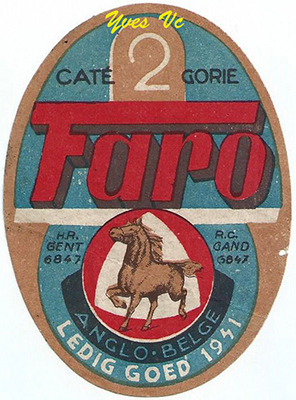 Yves Vc
CATÉ 2 GORIE
Faro
H.R. GENT 6847
R.C. GAND 6847
ANGLO·BELGE
LEDIG GOED 1941